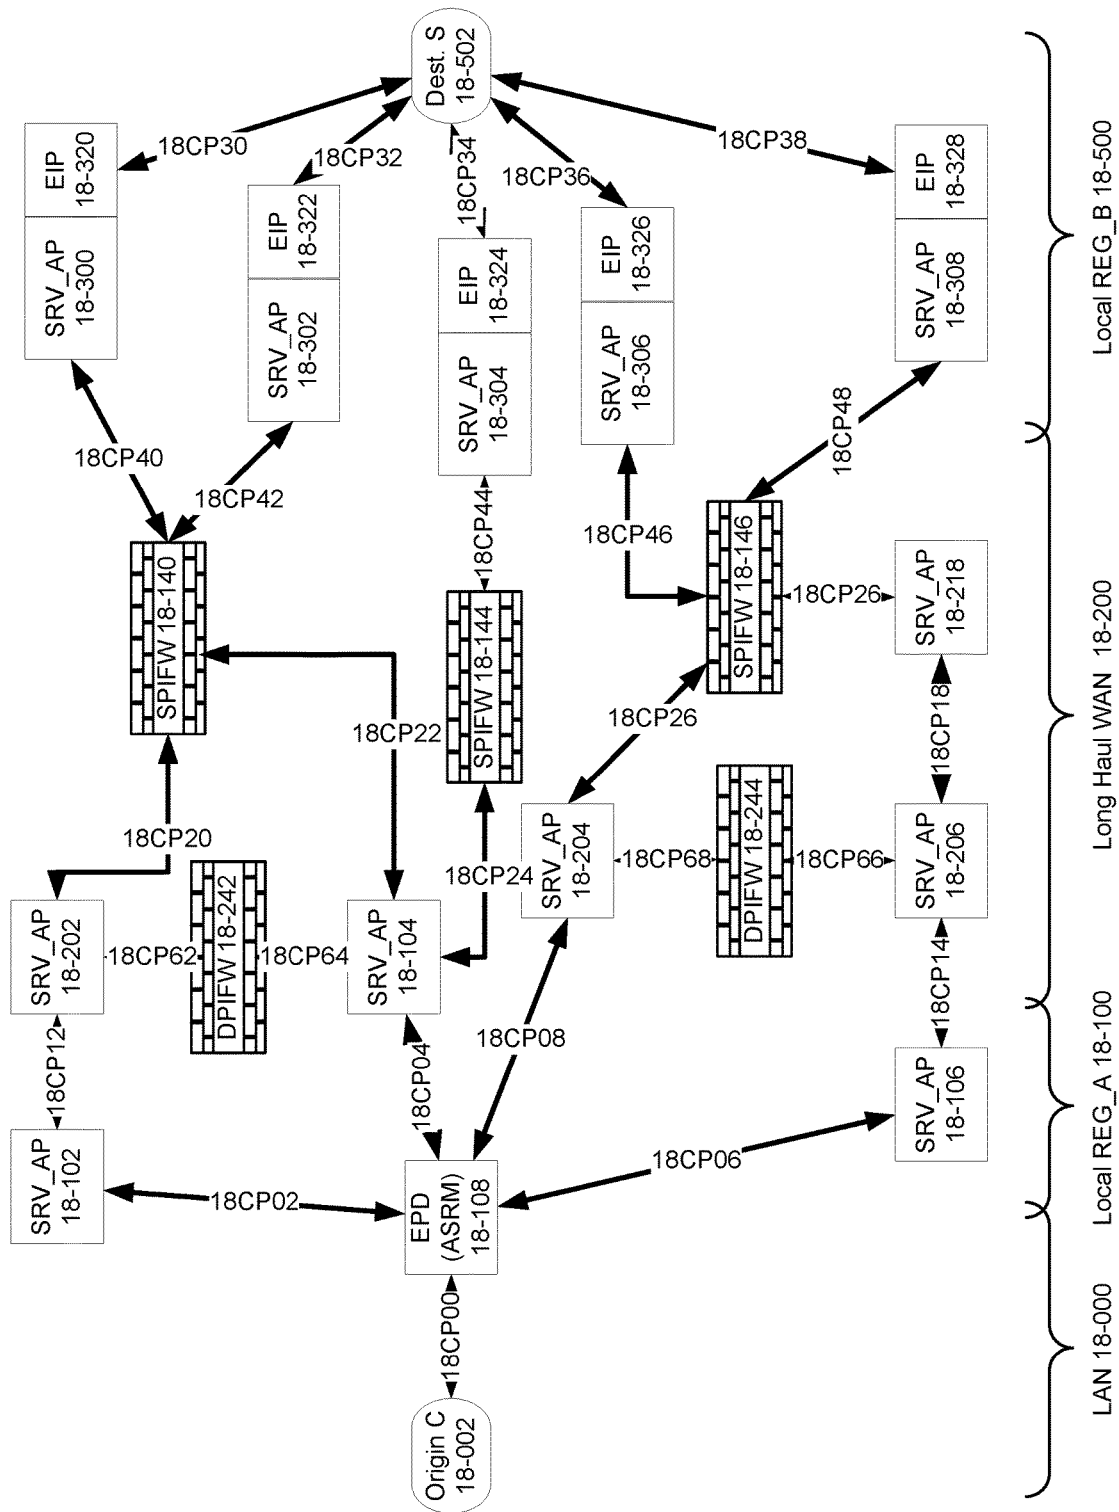 Origin C
18-002
18CP00
EPD
(ASRM)
18-108
18CP02
18CP04
18CP08
18CP06
SRV_AP
18-102
18CP12
SRV_AP
18-202
18CP62
DPIFW 18-242
18CP64
SRV_AP
18-104
18CP20
18CP22
18CP24
SPIFW 18-140
SPIFW 18-144
SRV_AP
18-204
18CP68
DPIFW 18-244
18CP66
SRV_AP
18-206
18CP14
SRV_AP
18-106
18CP18
SRV_AP
18-218
18CP26
18CP26
SPIFW 18-146
18CP40
18CP42
18CP44
18CP46
18CP48
SRV_AP
18-300
EIP
18-320
SRV_AP
18-302
EIP
18-322
SRV_AP
18-304
EIP
18-324
SRV_AP
18-306
EIP
18-326
SRV_AP
18-308
EIP
18-328
18CP30
18CP32
18CP34
18CP36
18CP38
Dest. S
18-502
LAN 18-000
Local REG_A 18-100
Long Haul WAN 18-200
Local REG_B 18-500